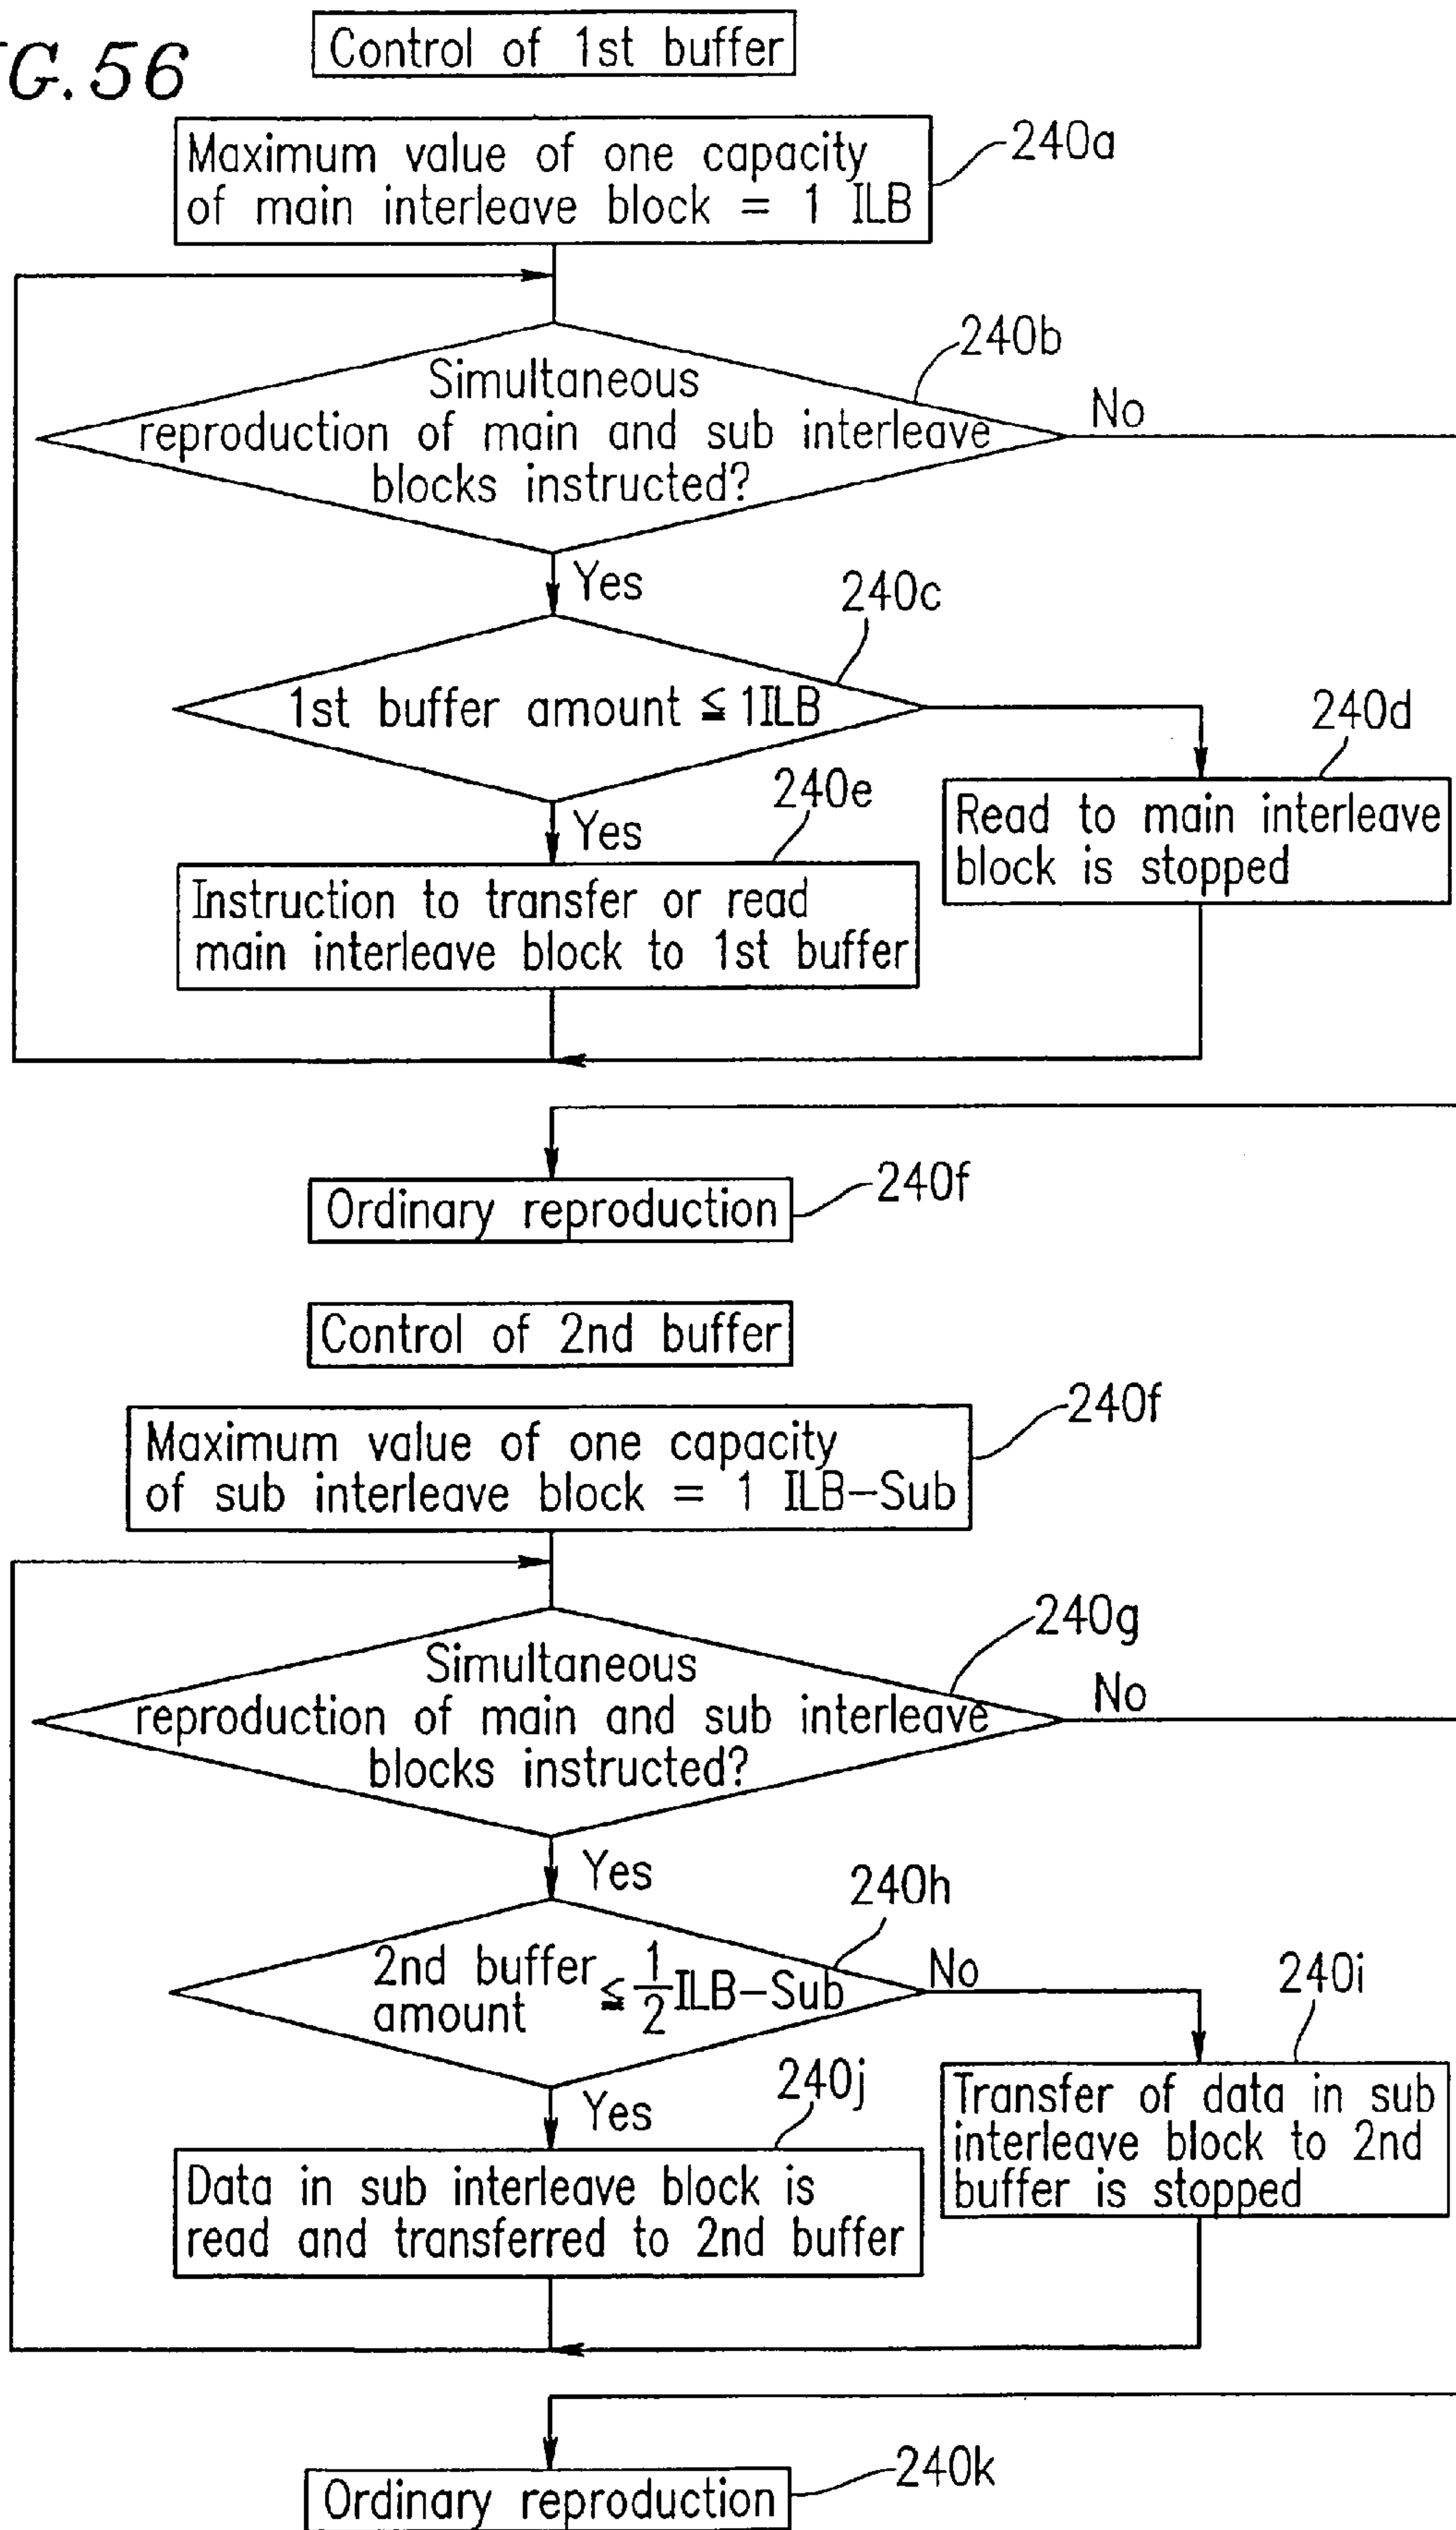 G.56
Control of 1st buffer
Maximum value of one capacity
of main interleave block = 1 ILB
240a
240b
Simultaneous
reproduction of main and sub interleave
blocks instructed?
No
Yes
240c
1st buffer amount ≦ 1ILB
240d
240e
Yes
Read to main interleave
block is stopped
Instruction to transfer or read
main interleave block to 1st buffer
Ordinary reproduction
240f
Control of 2nd buffer
240f
Maximum value of one capacity
of sub interleave block = 1 ILB-Sub
240g
Simultaneous
reproduction of main and sub interleave
blocks instructed?
No
Yes
240h
2nd buffer
amount ≦ 1/2 ILB-Sub
No
240i
240j
Yes
Transfer of data in sub
interleave block to 2nd
buffer is stopped
Data in sub interleave block is
read and transferred to 2nd buffer
240k
Ordinary reproduction